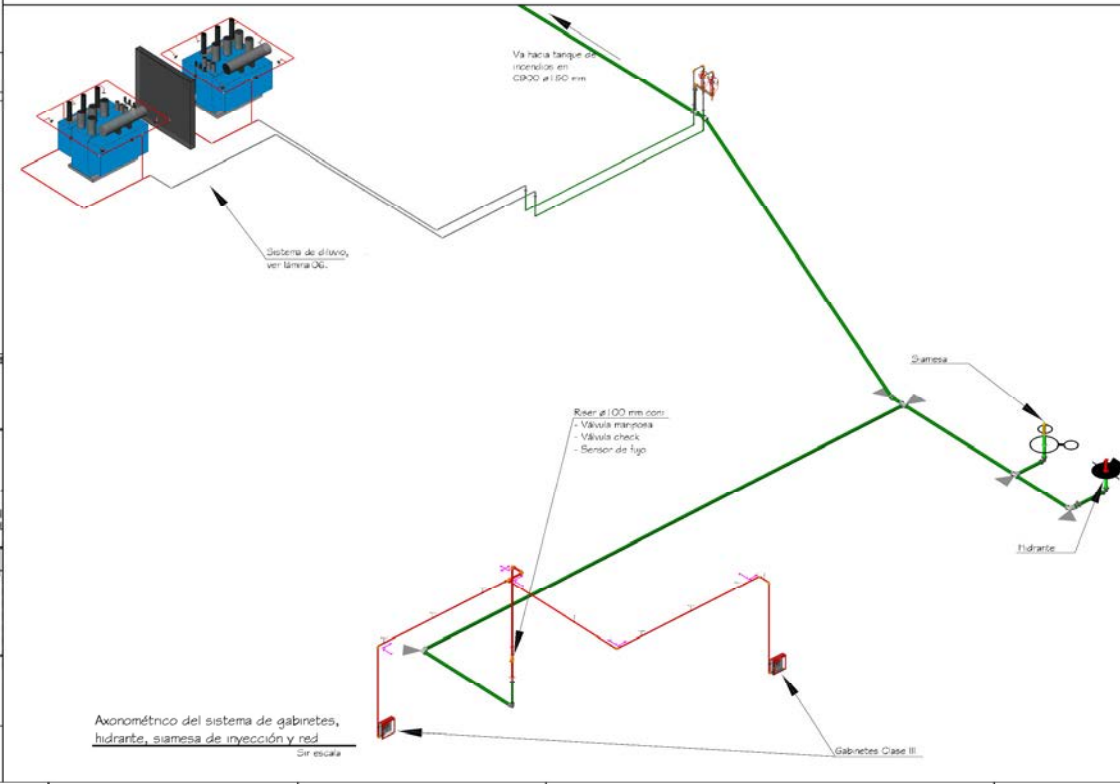 Va hacia tanque de
incendios en
C900 ø150 mm
Sistema de diluvio,
ver lámina 06.
Siamesa
Riser ø100 mm con:
- Válvula mariposa
- Válvula check
- Sensor de flujo
Hidrante
Axonométrico del sistema de gabinetes,
hidrante, siamesa de inyección y red
Sin escala
Gabinetes Clase III